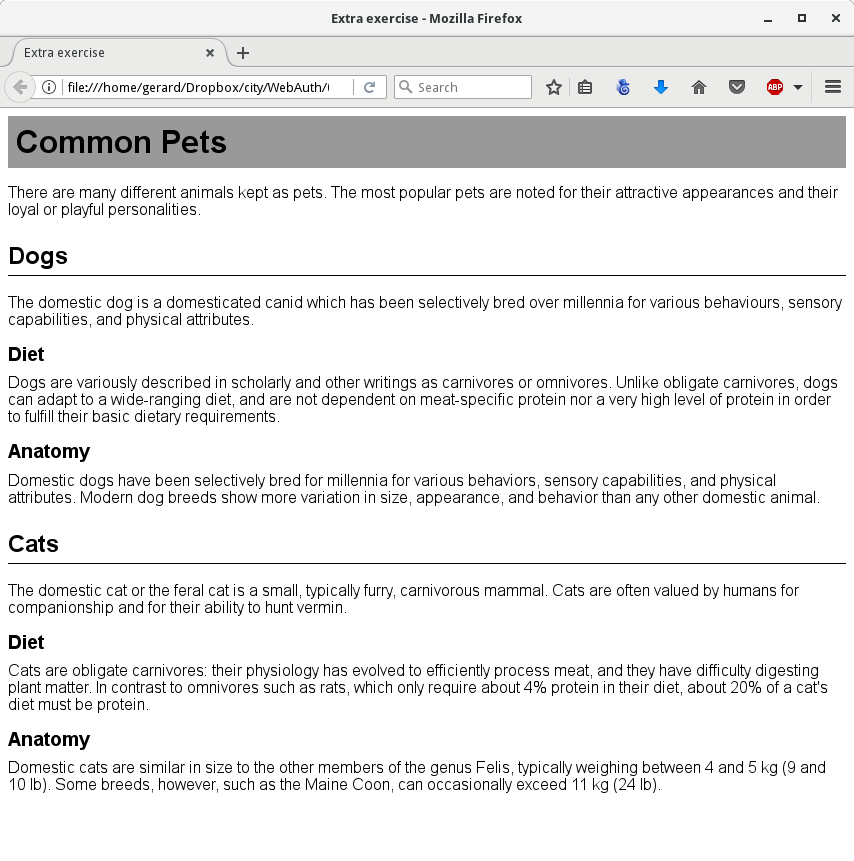 Extra exercise - Mozilla Firefox
Extra exercise
file:///home/gerard/Dropbox/city/WebAuth/
Search
ABP
Common Pets
There are many different animals kept as pets. The most popular pets are noted for their attractive appearances and their
loyal or playful personalities.
Dogs
The domestic dog is a domesticated canid which has been selectively bred over millennia for various behaviours, sensory
capabilities, and physical attributes.
Diet
Dogs are variously described in scholarly and other writings as carnivores or omnivores. Unlike obligate carnivores, dogs
can adapt to a wide-ranging diet, and are not dependent on meat-specific protein nor a very high level of protein in order
to fulfill their basic dietary requirements.
Anatomy
Domestic dogs have been selectively bred for millennia for various behaviors, sensory capabilities, and physical
attributes. Modern dog breeds show more variation in size, appearance, and behavior than any other domestic animal.
Cats
The domestic cat or the feral cat is a small, typically furry, carnivorous mammal. Cats are often valued by humans for
companionship and for their ability to hunt vermin.
Diet
Cats are obligate carnivores: their physiology has evolved to efficiently process meat, and they have difficulty digesting
plant matter. In contrast to omnivores such as rats, which only require about 4% protein in their diet, about 20% of a cat's
diet must be protein.
Anatomy
Domestic cats are similar in size to the other members of the genus Felis, typically weighing between 4 and 5 kg (9 and
10 lb). Some breeds, however, such as the Maine Coon, can occasionally exceed 11 kg (24 lb).